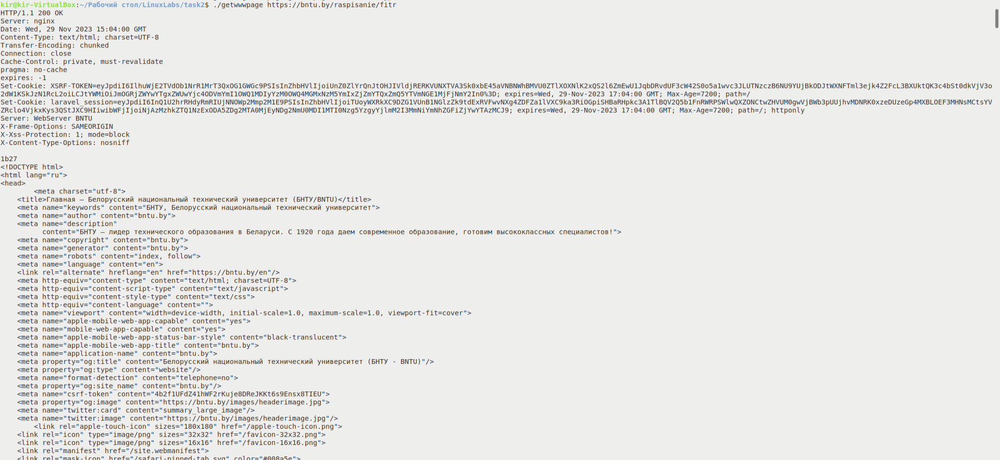 kir@kir-VirtualBox:~/Рабочий стол/LinuxLabs/task2$ ./getwwwpage https://bntu.by/raspisanie/fitr
HTTP/1.1 200 OK
Server: nginx
Date: Wed, 29 Nov 2023 15:04:00 GMT
Content-Type: text/html; charset=UTF-8
Transfer-Encoding: chunked
Connection: close
Cache-Control: private, must-revalidate
pragma: no-cache
expires: -1
Set-Cookie: expires=Wed, 29-Nov-2023 17:04:00 GMT; Max-Age=7200; path=/
Set-Cookie: expires=Wed, 29-Nov-2023 17:04:00 GMT; Max-Age=7200; path=/; httponly
Server: WebServer BNTU
X-Frame-Options: SAMEORIGIN
X-Xss-Protection: 1; mode=block
X-Content-Type-Options: nosniff
1b27
<!DOCTYPE html>
<html lang="ru">
<head>
<meta charset="utf-8">
<title>Главная — Белорусский национальный технический университет (БНТУ/BNTU)</title>
<meta name="keywords" content="БНТУ, Белорусский национальный технический университет">
<meta name="author" content="bntu.by">
<meta name="description"
content="БНТУ — лидер технического образования в Беларуси. С 1920 года даем современное образование, готовим высококлассных специалистов!">
<meta name="copyright" content="bntu.by">
<meta name="generator" content="bntu.by">
<meta name="robots" content="index, follow">
<meta name="language" content="en">
<link rel="alternate" hreflang="en" href="https://bntu.by/en"/>
<meta http-equiv="content-type" content="text/html; charset=UTF-8">
<meta http-equiv="content-script-type" content="text/javascript">
<meta http-equiv="content-style-type" content="text/css">
<meta http-equiv="content-language" content="">
<meta name="viewport" content="width=device-width, initial-scale=1.0, maximum-scale=1.0, viewport-fit=cover">
<meta name="apple-mobile-web-app-capable" content="yes">
<meta name="mobile-web-app-capable" content="yes">
<meta name="apple-mobile-web-app-status-bar-style" content="black-translucent">
<meta name="apple-mobile-web-app-title" content="bntu.by">
<meta name="application-name" content="bntu.by">
<meta property="og:title" content="Белорусский национальный технический университет (БНТУ - BNTU)"/>
<meta property="og:type" content="website"/>
<meta name="format-detection" content="telephone=no">
<meta property="og:site_name" content="bntu.by"/>
<meta name="csrf-token" content="4b2f1UFdZ41hWF2rKuje8DReJKKt6s9Ensx8TIEU">
<meta property="og:image" content="https://bntu.by/images/headerimage.jpg">
<meta name="twitter:card" content="summary_large_image"/>
<meta name="twitter:image" content="https://bntu.by/images/headerimage.jpg"/>
<link rel="apple-touch-icon" sizes="180x180" href="/apple-touch-icon.png">
<link rel="icon" type="image/png" sizes="32x32" href="/favicon-32x32.png">
<link rel="icon" type="image/png" sizes="16x16" href="/favicon-16x16.png">
<link rel="manifest" href="/site.webmanifest">
<link rel="mask-icon" href="/safari-pinned-tab.svg" color="#008a5e">